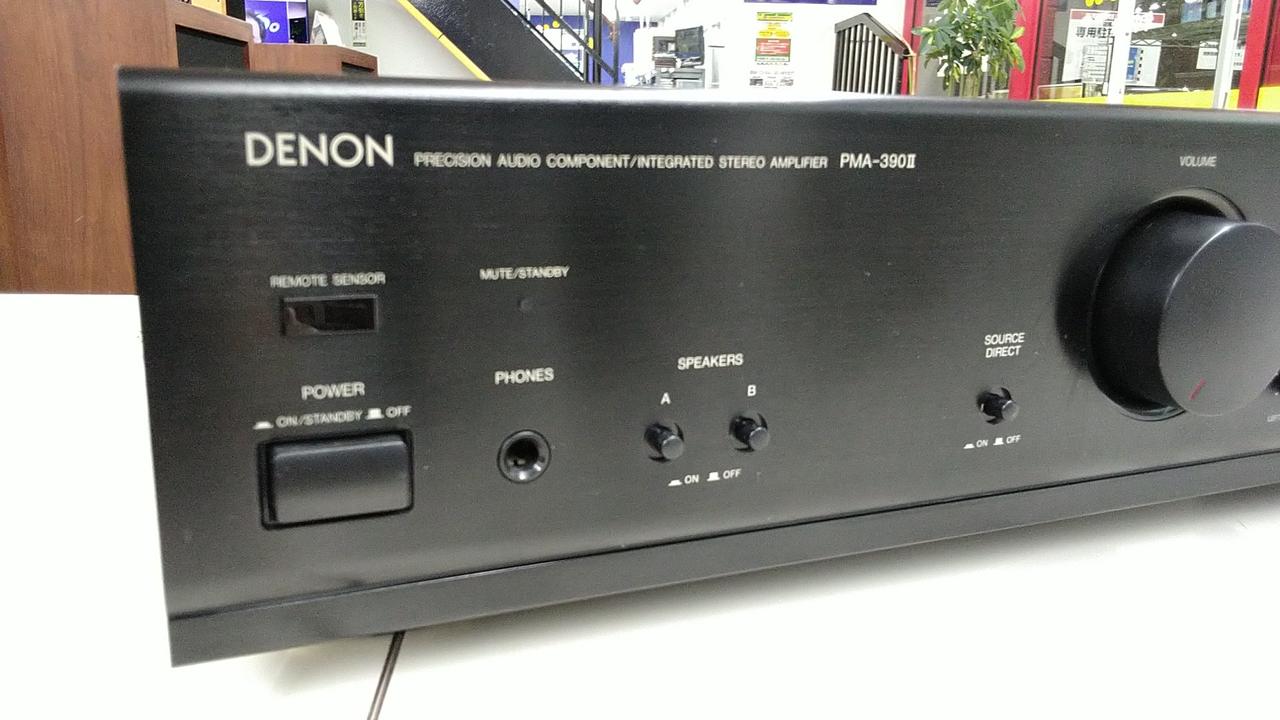 DENON PRECISION AUDIO COMPONENT/INTEGRATED STEREO AMPLIFIER PMA-390II
VOLUME
REMOTE SENSOR
MUTE/STANDBY
POWER
ON/STANDBY OFF
PHONES
SPEAKERS
A B
ON OFF
SOURCE
DIRECT
ON OFF
専用駐